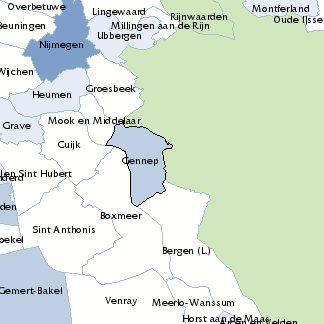 Overbetuwe
Lingewaard
Rijnwaarden
Montferland
Oude IJsse
Beuningen
Millingen aan de Rijn
Ubbergen
Nijmegen
Wijchen
Groesbeek
Heumen
Grave
Mook en Middelaar
Cuijk
Gennep
Sint Hubert
Boxmeer
Sint Anthonis
Bergen (L)
Gemert-Bakel
Venray
Meerlo-Wanssum
Horst aan de Maas